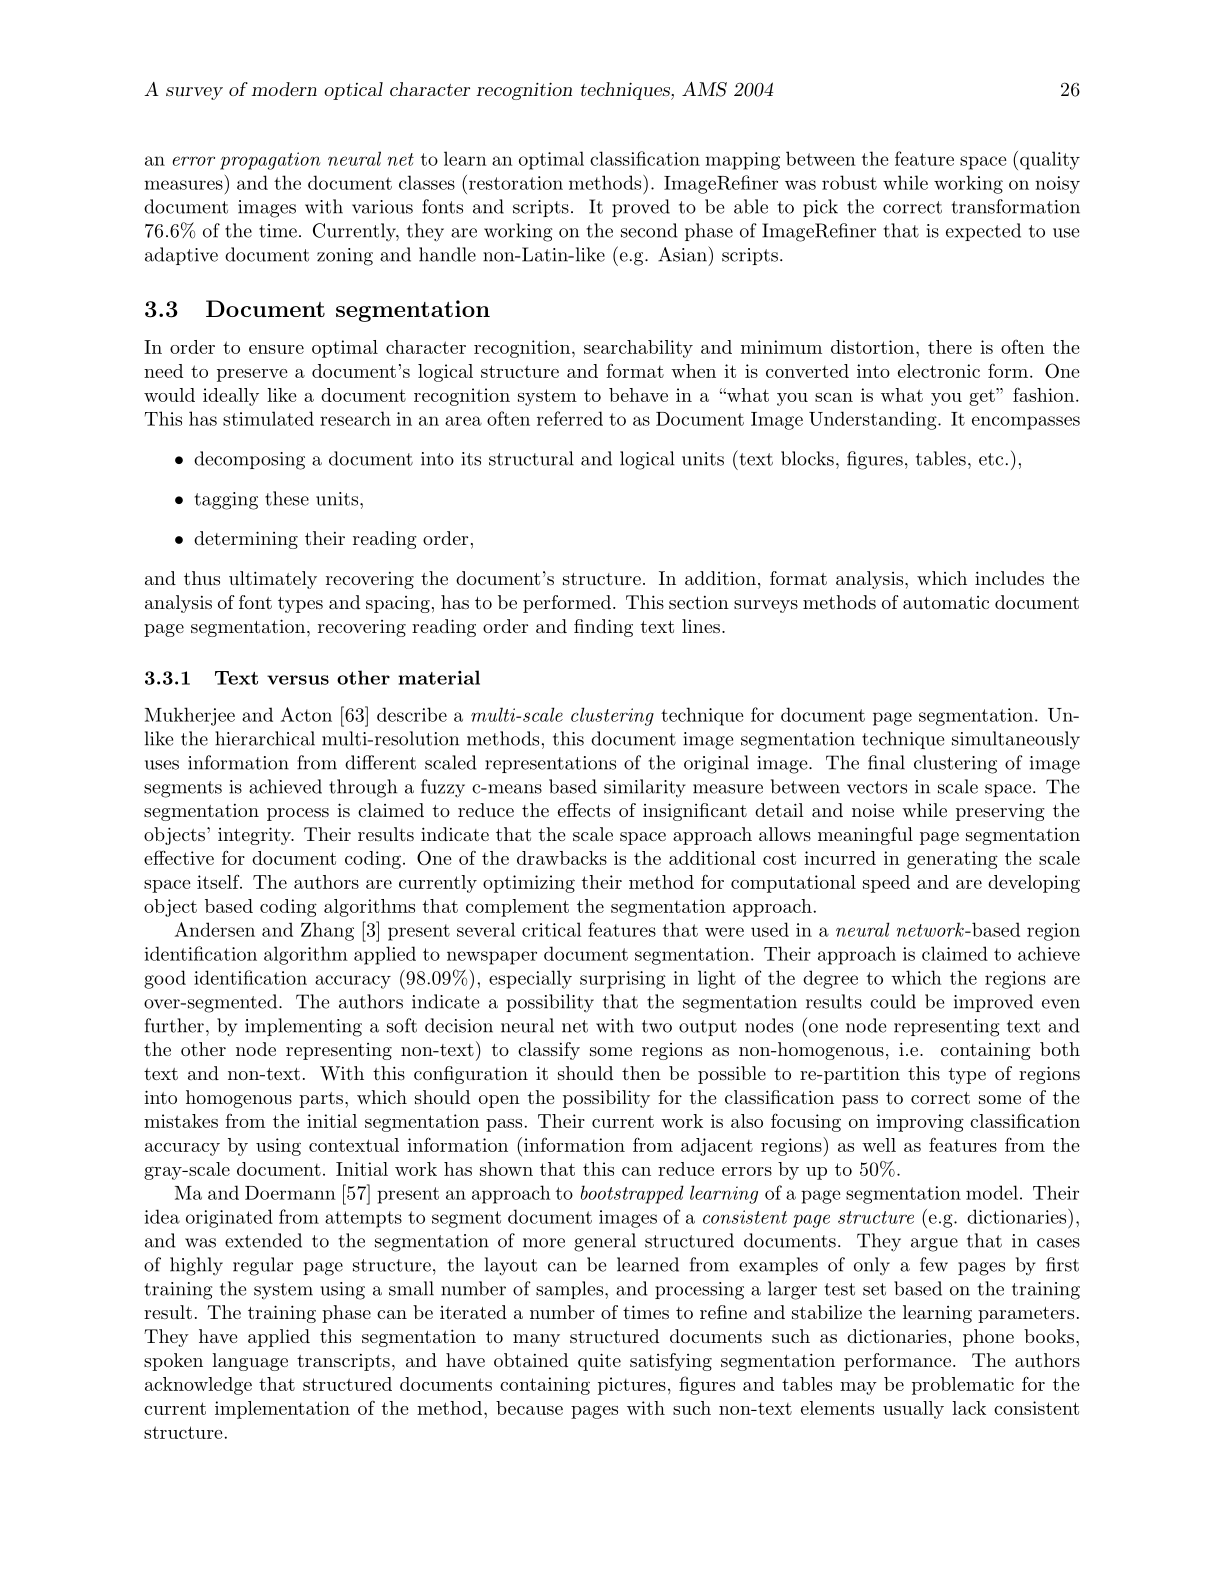 A survey of modern optical character recognition techniques, AMS 2004 26
an error propagation neural net to learn an optimal classification mapping between the feature space (quality
measures) and the document classes (restoration methods). ImageRefiner was robust while working on noisy
document images with various fonts and scripts. It proved to be able to pick the correct transformation
76.6% of the time. Currently, they are working on the second phase of ImageRefiner that is expected to use
adaptive document zoning and handle non-Latin-like (e.g. Asian) scripts.
3.3 Document segmentation
In order to ensure optimal character recognition, searchability and minimum distortion, there is often the
need to preserve a document's logical structure and format when it is converted into electronic form. One
would ideally like a document recognition system to behave in a “what you scan is what you get” fashion.
This has stimulated research in an area often referred to as Document Image Understanding. It encompasses
• decomposing a document into its structural and logical units (text blocks, figures, tables, etc.),
• tagging these units,
• determining their reading order,
and thus ultimately recovering the document's structure. In addition, format analysis, which includes the
analysis of font types and spacing, has to be performed. This section surveys methods of automatic document
page segmentation, recovering reading order and finding text lines.
3.3.1 Text versus other material
Mukherjee and Acton [63] describe a multi-scale clustering technique for document page segmentation. Un-
like the hierarchical multi-resolution methods, this document image segmentation technique simultaneously
uses information from different scaled representations of the original image. The final clustering of image
segments is achieved through a fuzzy c-means based similarity measure between vectors in scale space. The
segmentation process is claimed to reduce the effects of insignificant detail and noise while preserving the
objects' integrity. Their results indicate that the scale space approach allows meaningful page segmentation
effective for document coding. One of the drawbacks is the additional cost incurred in generating the scale
space itself. The authors are currently optimizing their method for computational speed and are developing
object based coding algorithms that complement the segmentation approach.
Andersen and Zhang [3] present several critical features that were used in a neural network-based region
identification algorithm applied to newspaper document segmentation. Their approach is claimed to achieve
good identification accuracy (98.09%), especially surprising in light of the degree to which the regions are
over-segmented. The authors indicate a possibility that the segmentation results could be improved even
further, by implementing a soft decision neural net with two output nodes (one node representing text and
the other node representing non-text) to classify some regions as non-homogenous, i.e. containing both
text and non-text. With this configuration it should then be possible to re-partition this type of regions
into homogenous parts, which should open the possibility for the classification pass to correct some of the
mistakes from the initial segmentation pass. Their current work is also focusing on improving classification
accuracy by using contextual information (information from adjacent regions) as well as features from the
gray-scale document. Initial work has shown that this can reduce errors by up to 50%.
Ma and Doermann [57] present an approach to bootstrapped learning of a page segmentation model. Their
idea originated from attempts to segment document images of a consistent page structure (e.g. dictionaries),
and was extended to the segmentation of more general structured documents. They argue that in cases
of highly regular page structure, the layout can be learned from examples of only a few pages by first
training the system using a small number of samples, and processing a larger test set based on the training
result. The training phase can be iterated a number of times to refine and stabilize the learning parameters.
They have applied this segmentation to many structured documents such as dictionaries, phone books,
spoken language transcripts, and have obtained quite satisfying segmentation performance. The authors
acknowledge that structured documents containing pictures, figures and tables may be problematic for the
current implementation of the method, because pages with such non-text elements usually lack consistent
structure.